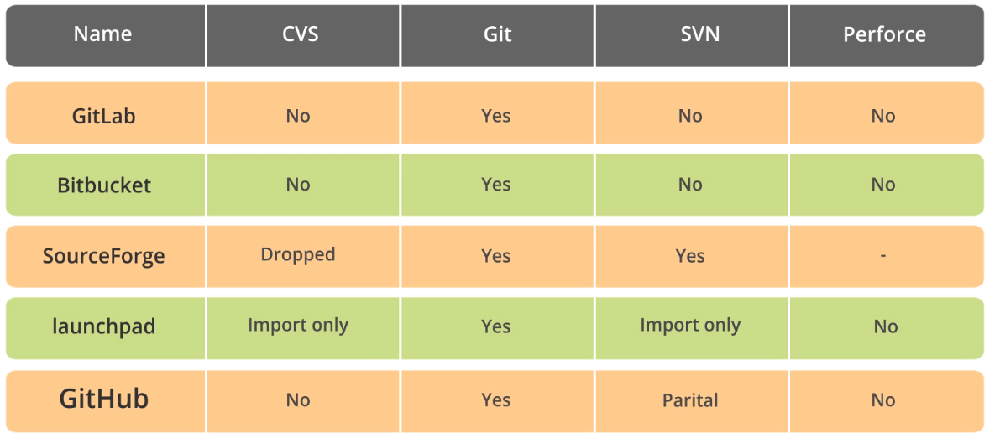 Name CVS Git SVN Perforce
GitLab No Yes No No
Bitbucket No Yes No No
SourceForge Dropped Yes Yes -
launchpad Import only Yes Import only No
GitHub No Yes Parital No